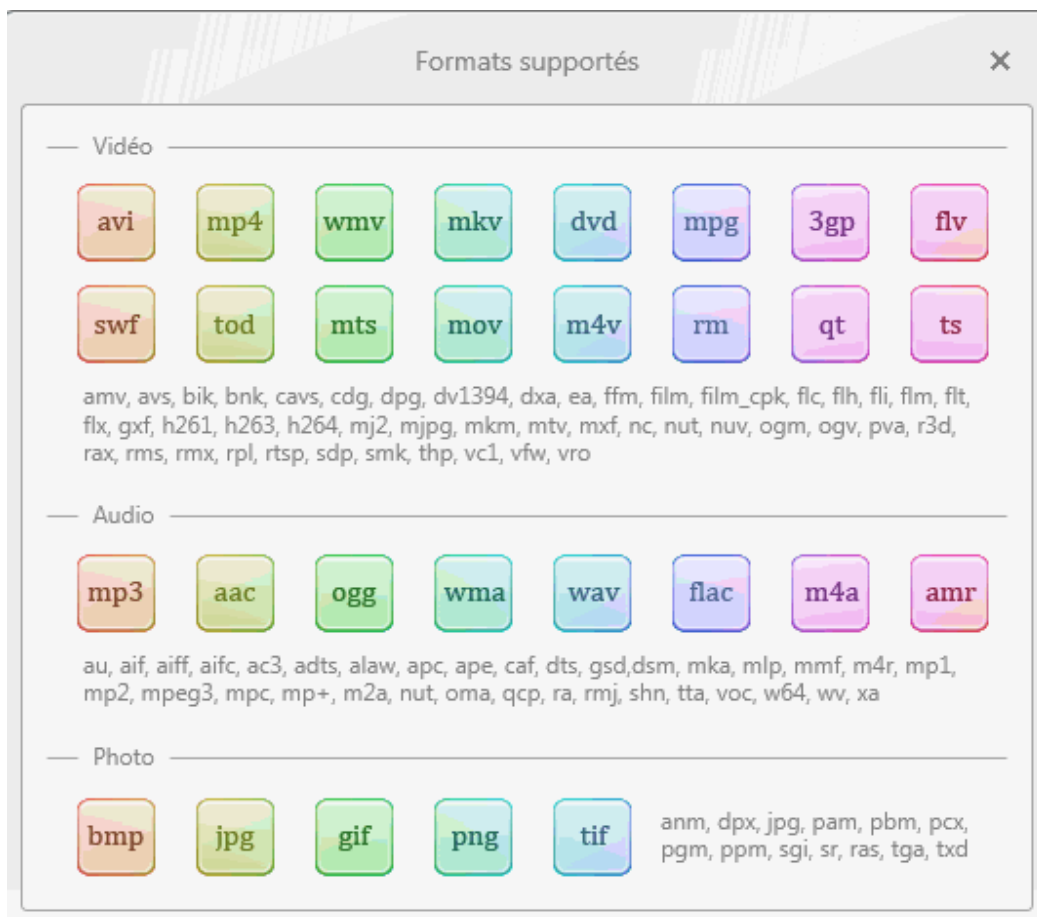 Formats supportés
Vidéo
avi mp4 wmv mkv dvd mpg 3gp flv
swf tod mts mov m4v rm qt ts
amv, avs, bik, bnk, cavs, cdg, dpg, dv1394, dxa, ea, ffm, film, film_cpk, flc, flh, fli, flm, flt,
flx, gxf, h261, h263, h264, mj2, mjpg, mkm, mtv, mxf, nc, nut, nuv, ogm, ogv, pva, r3d,
rax, rms, rmx, rpl, rtsp, sdp, smk, thp, vc1, vfw, vro
Audio
mp3 aac ogg wma wav flac m4a amr
au, aif, aiff, aifc, ac3, adts, alaw, apc, ape, caf, dts, gsd,dsm, mka, mlp, mmf, m4r, mp1,
mp2, mpeg3, mpc, mp+, m2a, nut, oma, qcp, ra, rmj, shn, tta, voc, w64, wv, xa
Photo
bmp jpg gif png tif
anm, dpx, jpg, pam, pbm, pcx,
pgm, ppm, sgi, sr, ras, tga, txd